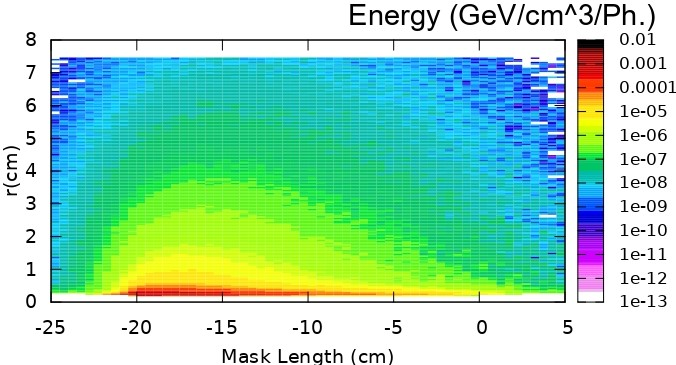 Energy (GeV/cm^3/Ph.)
8
7
6
5
4
3
2
1
0
r(cm)
-25 -20 -15 -10 -5 0 5
Mask Length (cm)
0.01
0.001
0.0001
1e-05
1e-06
1e-07
1e-08
1e-09
1e-10
1e-11
1e-12
1e-13